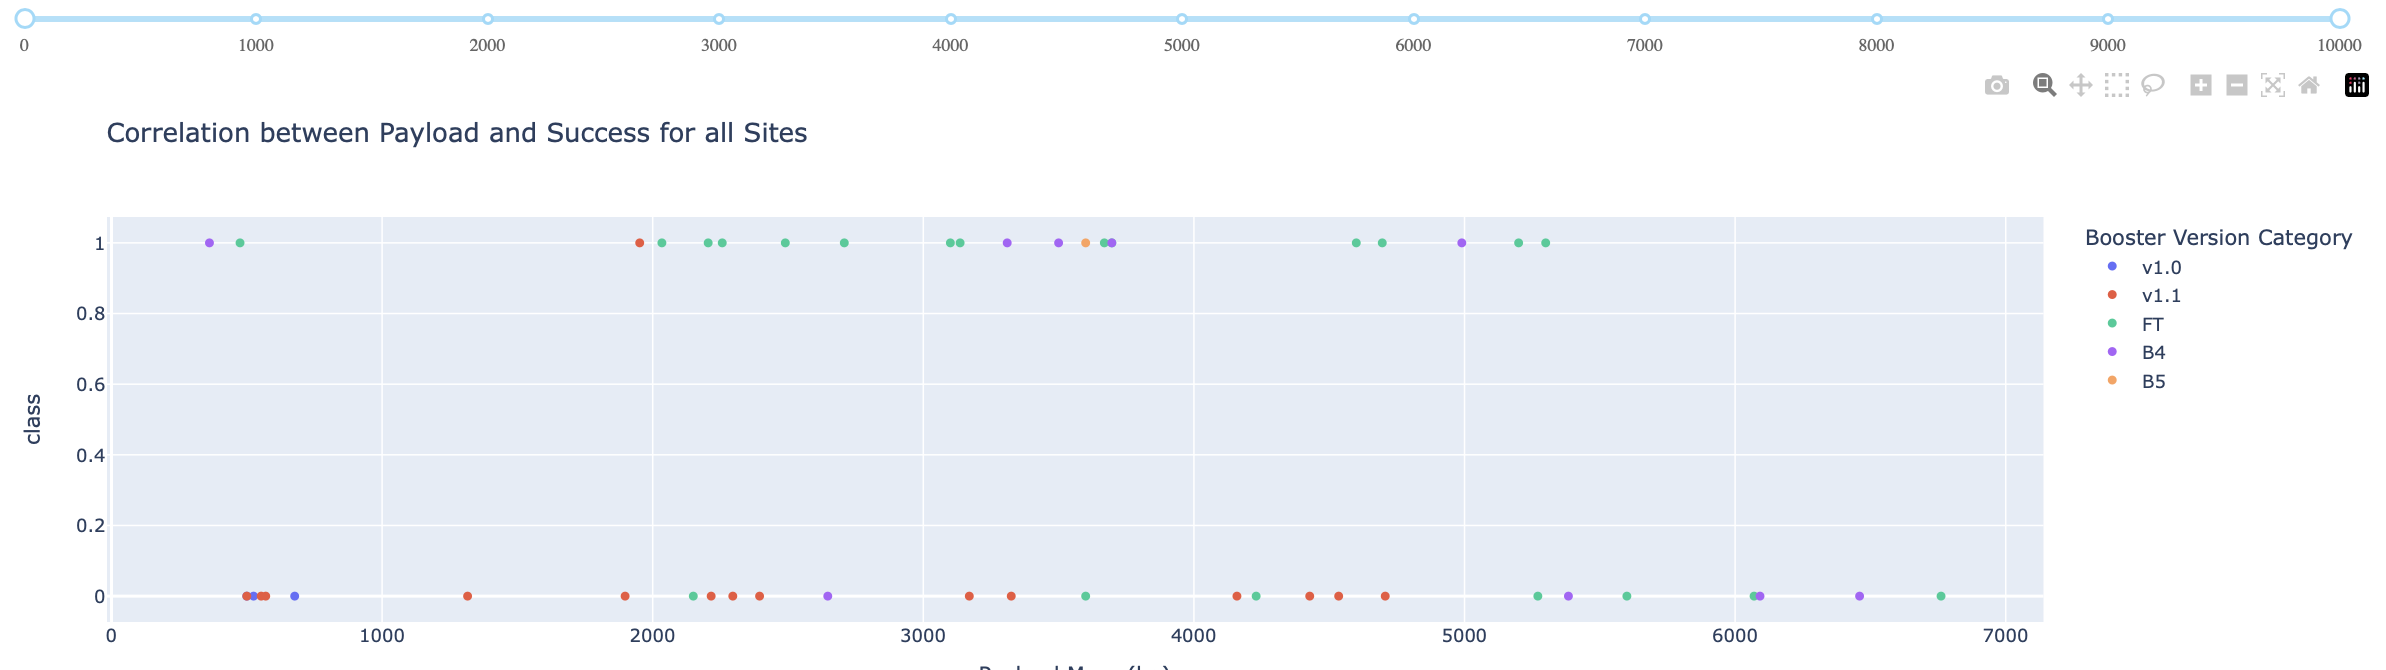 0 1000 2000 3000 4000 5000 6000 7000 8000 9000 10000
Correlation between Payload and Success for all Sites
Booster Version Category
v1.0
v1.1
FT
B4
B5
class
1
0.8
0.6
0.4
0.2
0
0 1000 2000 3000 4000 5000 6000 7000